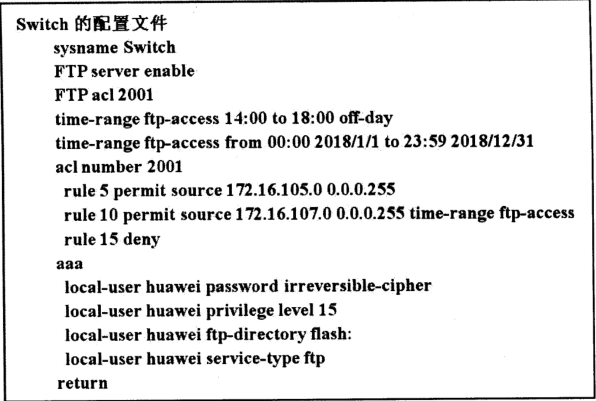 Switch 的配置文件
sysname Switch
FTP server enable
FTP acl 2001
time-range ftp-access 14:00 to 18:00 off-day
time-range ftp-access from 00:00 2018/1/1 to 23:59 2018/12/31
acl number 2001
rule 5 permit source 172.16.105.0 0.0.0.255
rule 10 permit source 172.16.107.0 0.0.0.255 time-range ftp-access
rule 15 deny
aaa
local-user huawei password irreversible-cipher
local-user huawei privilege level 15
local-user huawei ftp-directory flash:
local-user huawei service-type ftp
return